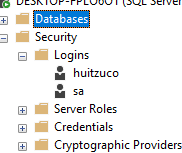 Databases
Security
Logins
huitzuco
sa
Server Roles
Credentials
Cryptographic Providers